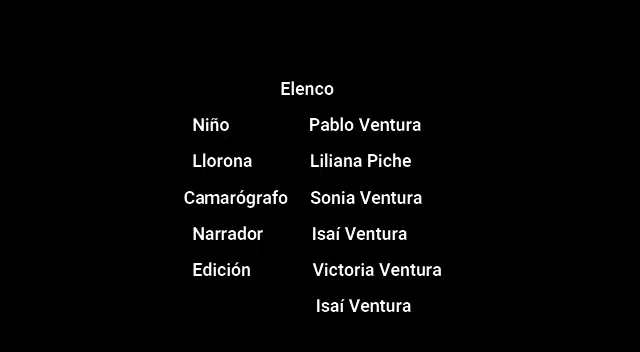 Elenco
Niño Pablo Ventura
Llorona Liliana Piche
Camarógrafo Sonia Ventura
Narrador Isaí Ventura
Edición Victoria Ventura
Isaí Ventura